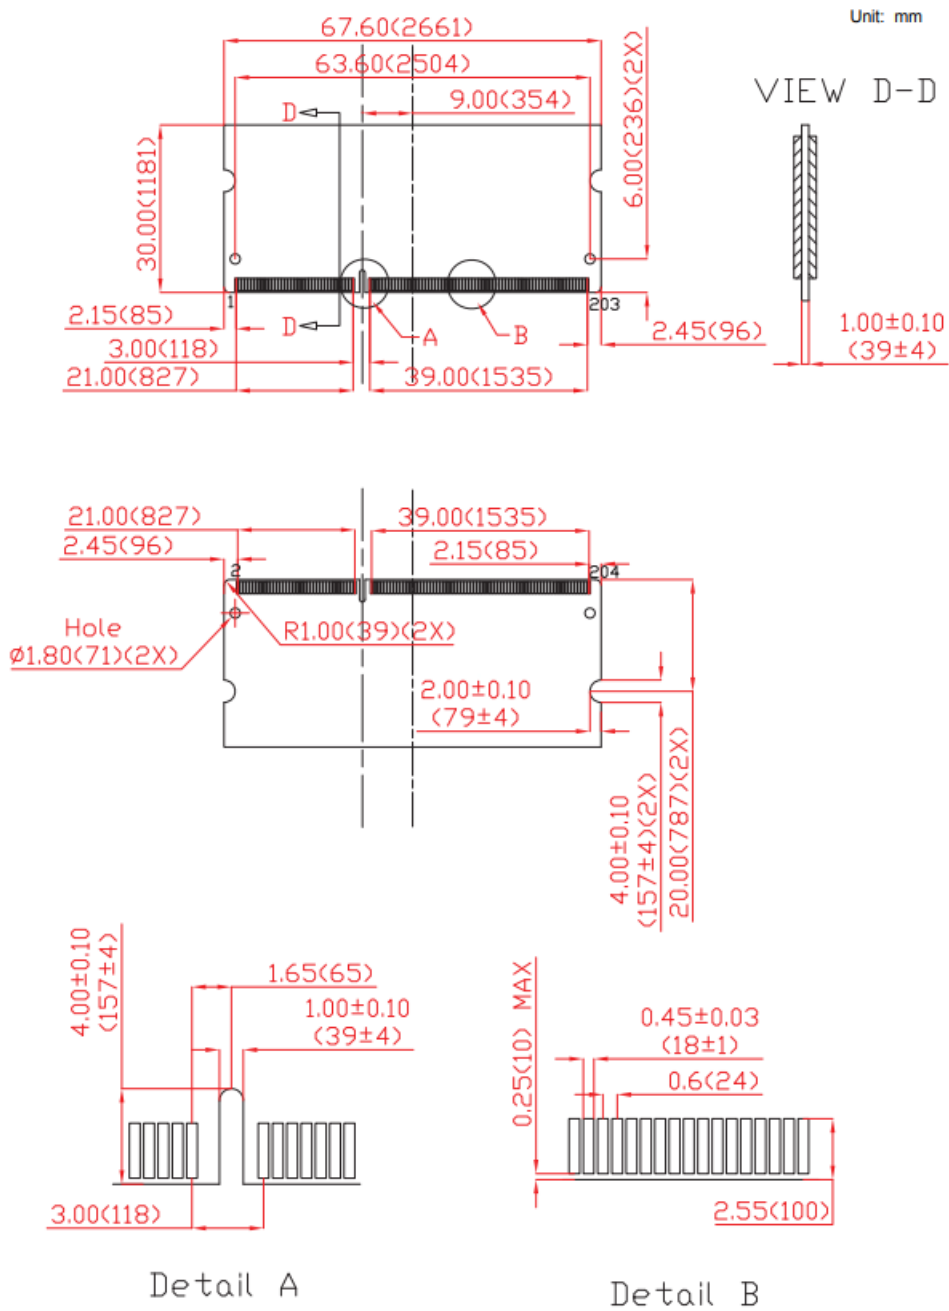 Unit: mm
67.60(2661)
63.60(2504)
9.00(354)
VIEW D-D
D
30.00(1181)
6.00(236)(2X)
1
203
2.15(85)
D
A
B
2.45(96)
3.00(118)
21.00(827)
39.00(1535)
1.00±0.10
(39±4)
21.00(827)
39.00(1535)
2.45(96)
2.15(85)
2
204
Hole
Ø1.80(71)(2X)
R1.00(39)(2X)
2.00±0.10
(79±4)
4.00±0.10
(157±4)(2X)
20.00(787)(2X)
4.00±0.10
(157±4)
1.65(65)
1.00±0.10
(39±4)
3.00(118)
Detail A
0.25(10) MAX
0.45±0.03
(18±1)
0.6(24)
2.55(100)
Detail B